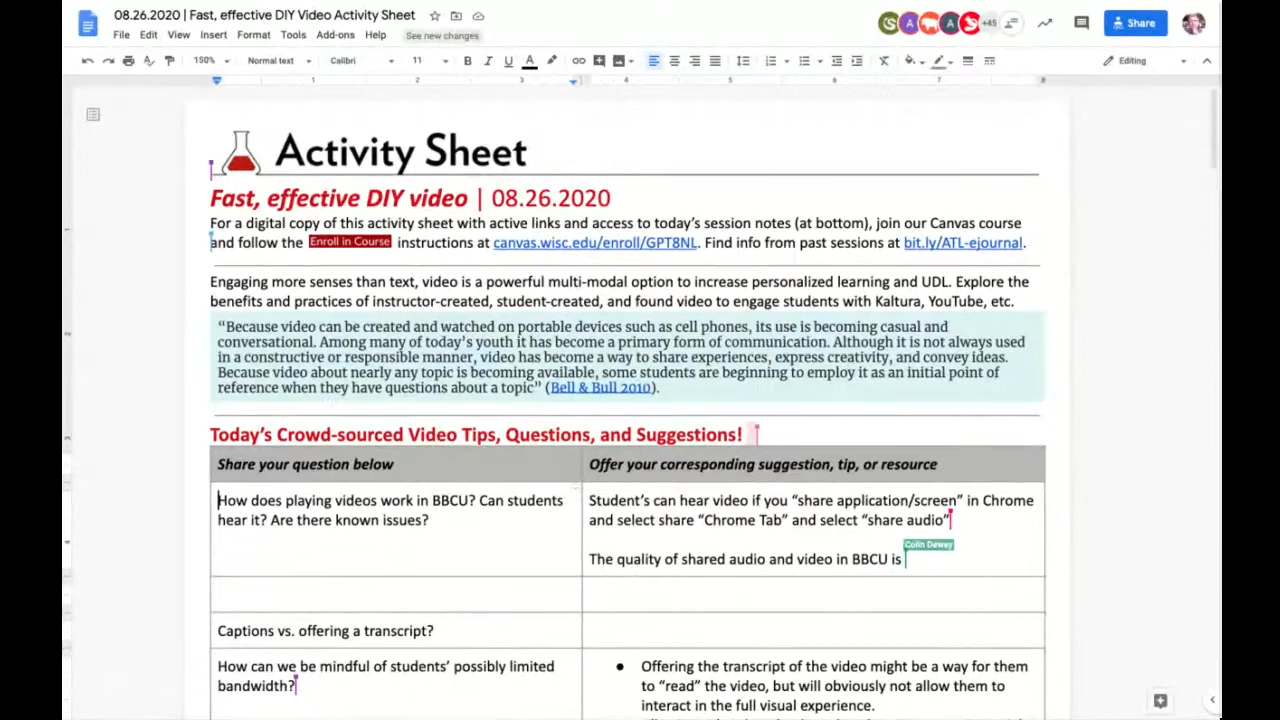 08.26.2020 | Fast, effective DIY Video Activity Sheet
File Edit View Insert Format Tools Add-ons Help See new changes
+45
Share
150% Normal text Calibri 11 B I U A Editing
1 2 3 4 5 6 7 8
Activity Sheet
Fast, effective DIY video | 08.26.2020
For a digital copy of this activity sheet with active links and access to today's session notes (at bottom), join our Canvas course
and follow the Enroll in Course instructions at canvas.wisc.edu/enroll/GPT8NL. Find info from past sessions at bit.ly/ATL-ejournal.
Engaging more senses than text, video is a powerful multi-modal option to increase personalized learning and UDL. Explore the
benefits and practices of instructor-created, student-created, and found video to engage students with Kaltura, YouTube, etc.
“Because video can be created and watched on portable devices such as cell phones, its use is becoming casual and
conversational. Among many of today's youth it has become a primary form of communication. Although it is not always used
in a constructive or responsible manner, video has become a way to share experiences, express creativity, and convey ideas.
Because video about nearly any topic is becoming available, some students are beginning to employ it as an initial point of
reference when they have questions about a topic” (Bell & Bull 2010).
Today's Crowd-sourced Video Tips, Questions, and Suggestions!
Share your question below
Offer your corresponding suggestion, tip, or resource
How does playing videos work in BBCU? Can students
hear it? Are there known issues?
Student's can hear video if you “share application/screen” in Chrome
and select share “Chrome Tab” and select “share audio”
Colin Dewey
The quality of shared audio and video in BBCU is
Captions vs. offering a transcript?
How can we be mindful of students' possibly limited
bandwidth?
● Offering the transcript of the video might be a way for them
to “read” the video, but will obviously not allow them to
interact in the full visual experience.